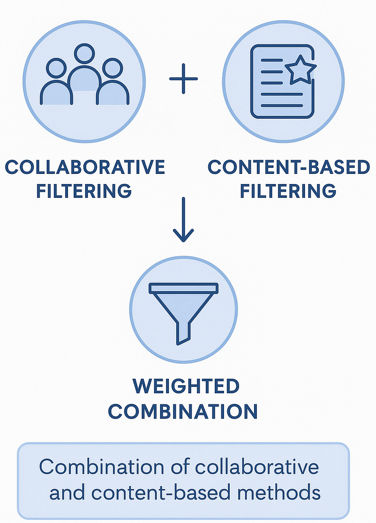 COLLABORATIVE
FILTERING
CONTENT-BASED
FILTERING
WEIGHTED
COMBINATION
Combination of collaborative
and content-based methods